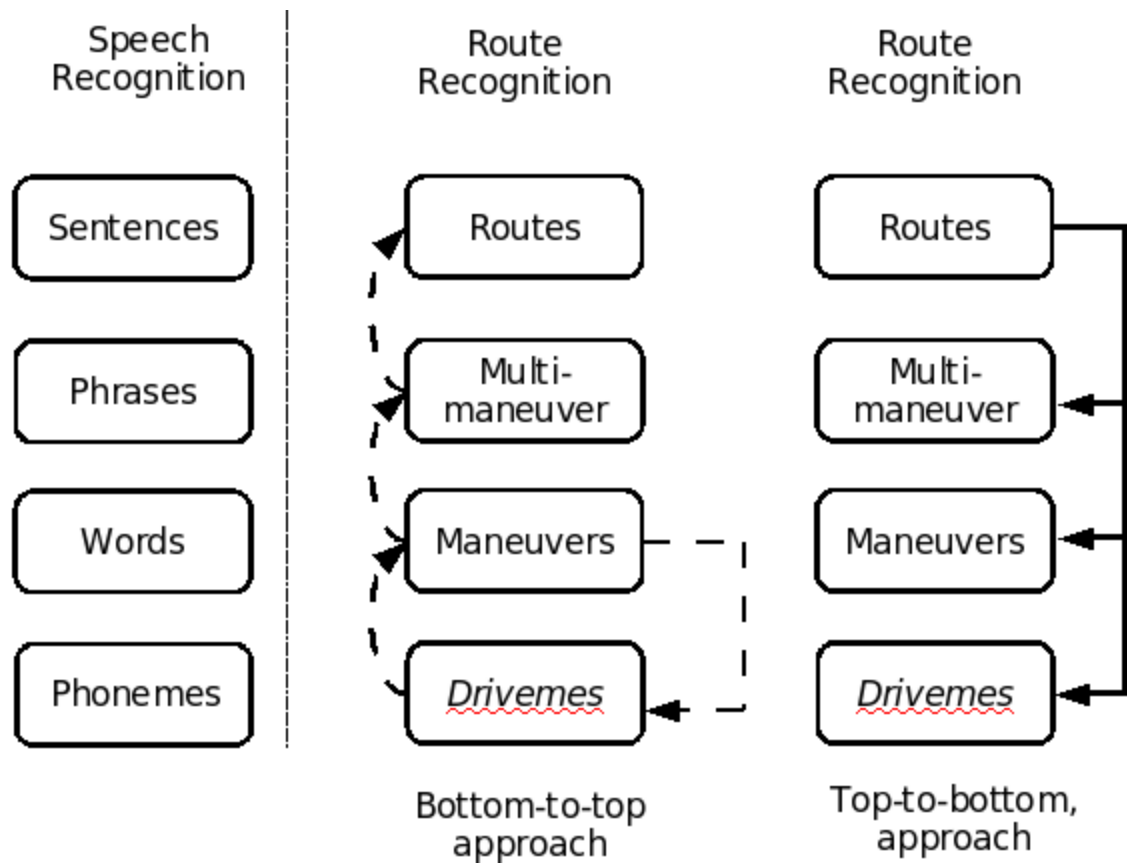 Speech
Recognition
Route
Recognition
Route
Recognition
Sentences
Routes
Routes
Phrases
Multi-
maneuver
Multi-
maneuver
Words
Maneuvers
Maneuvers
Phonemes
Drivemes
Drivemes
Bottom-to-top
approach
Top-to-bottom,
approach